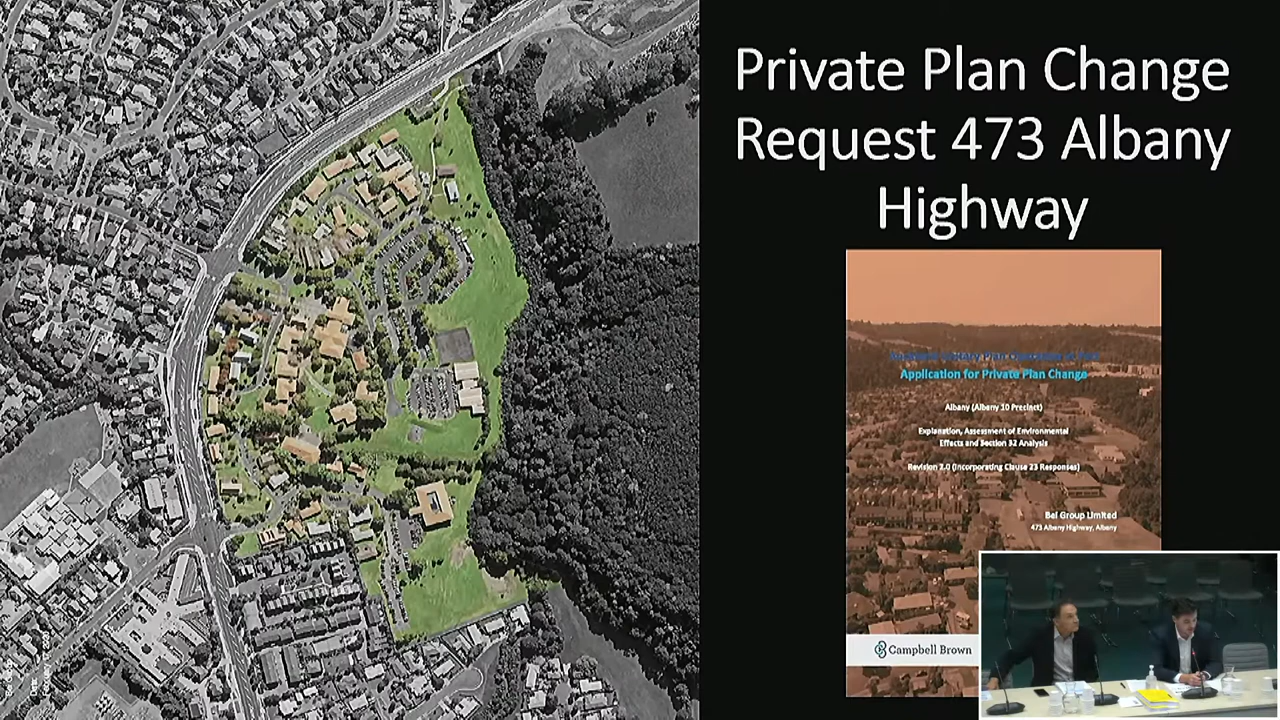 Private Plan Change
Request 473 Albany
Highway
Application for Private Plan Change
Albany (Albany 10 Precinct)
Explanation, Assessment of Environmental
Effects and Section 32 Analysis
Revision 2.0 (Incorporating Clause 23 Responses)
Bei Group Limited
473 Albany Highway, Albany
Campbell Brown